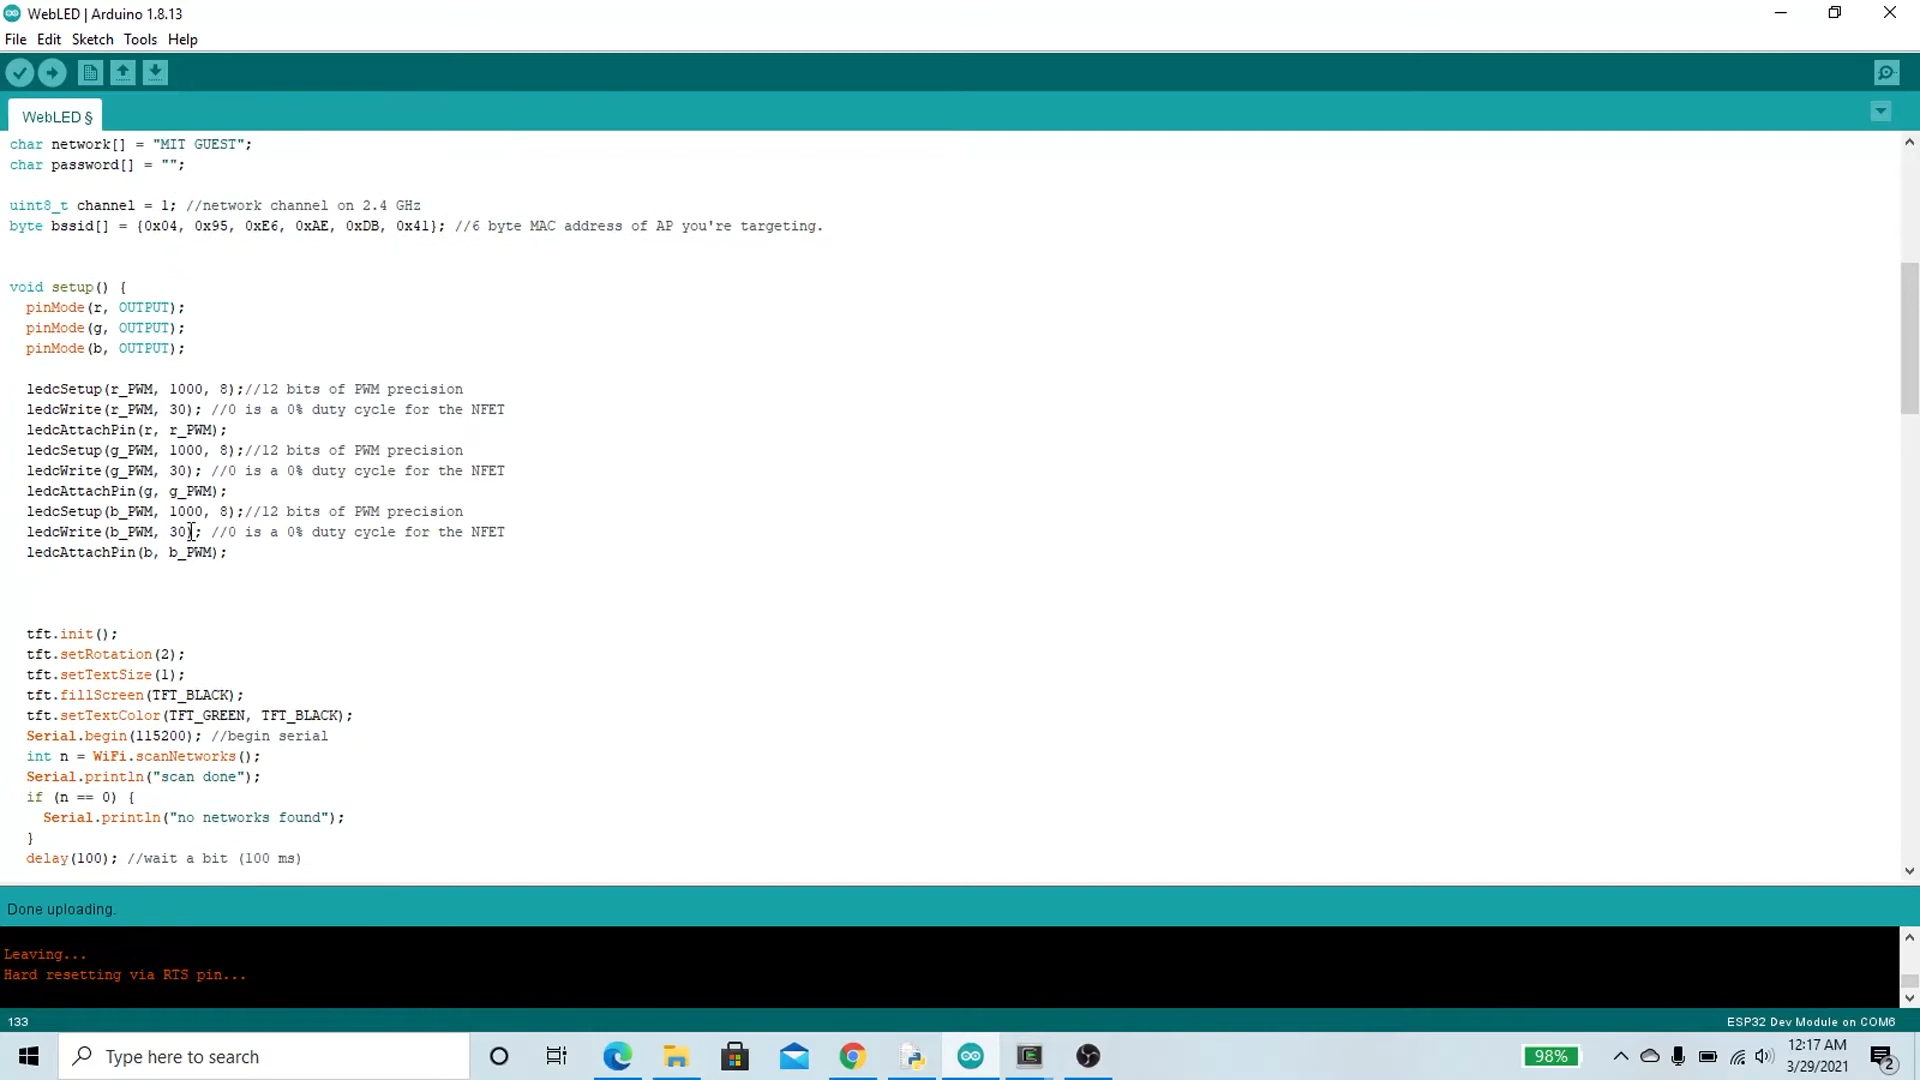 WebLED | Arduino 1.8.13
File Edit Sketch Tools Help
WebLED §
char network[] = "MIT GUEST";
char password[] = "";
uint8_t channel = 1; //network channel on 2.4 GHz
byte bssid[] = {0x04, 0x95, 0xE6, 0xAE, 0xDB, 0x41}; //6 byte MAC address of AP you're targeting.
void setup() {
pinMode(r, OUTPUT);
pinMode(g, OUTPUT);
pinMode(b, OUTPUT);
ledcSetup(r_PWM, 1000, 8);//12 bits of PWM precision
ledcWrite(r_PWM, 30); //0 is a 0% duty cycle for the NFET
ledcAttachPin(r, r_PWM);
ledcSetup(g_PWM, 1000, 8);//12 bits of PWM precision
ledcWrite(g_PWM, 30); //0 is a 0% duty cycle for the NFET
ledcAttachPin(g, g_PWM);
ledcSetup(b_PWM, 1000, 8);//12 bits of PWM precision
ledcWrite(b_PWM, 30); //0 is a 0% duty cycle for the NFET
ledcAttachPin(b, b_PWM);
tft.init();
tft.setRotation(2);
tft.setTextSize(1);
tft.fillScreen(TFT_BLACK);
tft.setTextColor(TFT_GREEN, TFT_BLACK);
Serial.begin(115200); //begin serial
int n = WiFi.scanNetworks();
Serial.println("scan done");
if (n == 0) {
Serial.println("no networks found");
}
delay(100); //wait a bit (100 ms)
Done uploading.
Leaving...
Hard resetting via RTS pin...
133
ESP32 Dev Module on COM6
Type here to search
98%
12:17 AM
3/29/2021
2